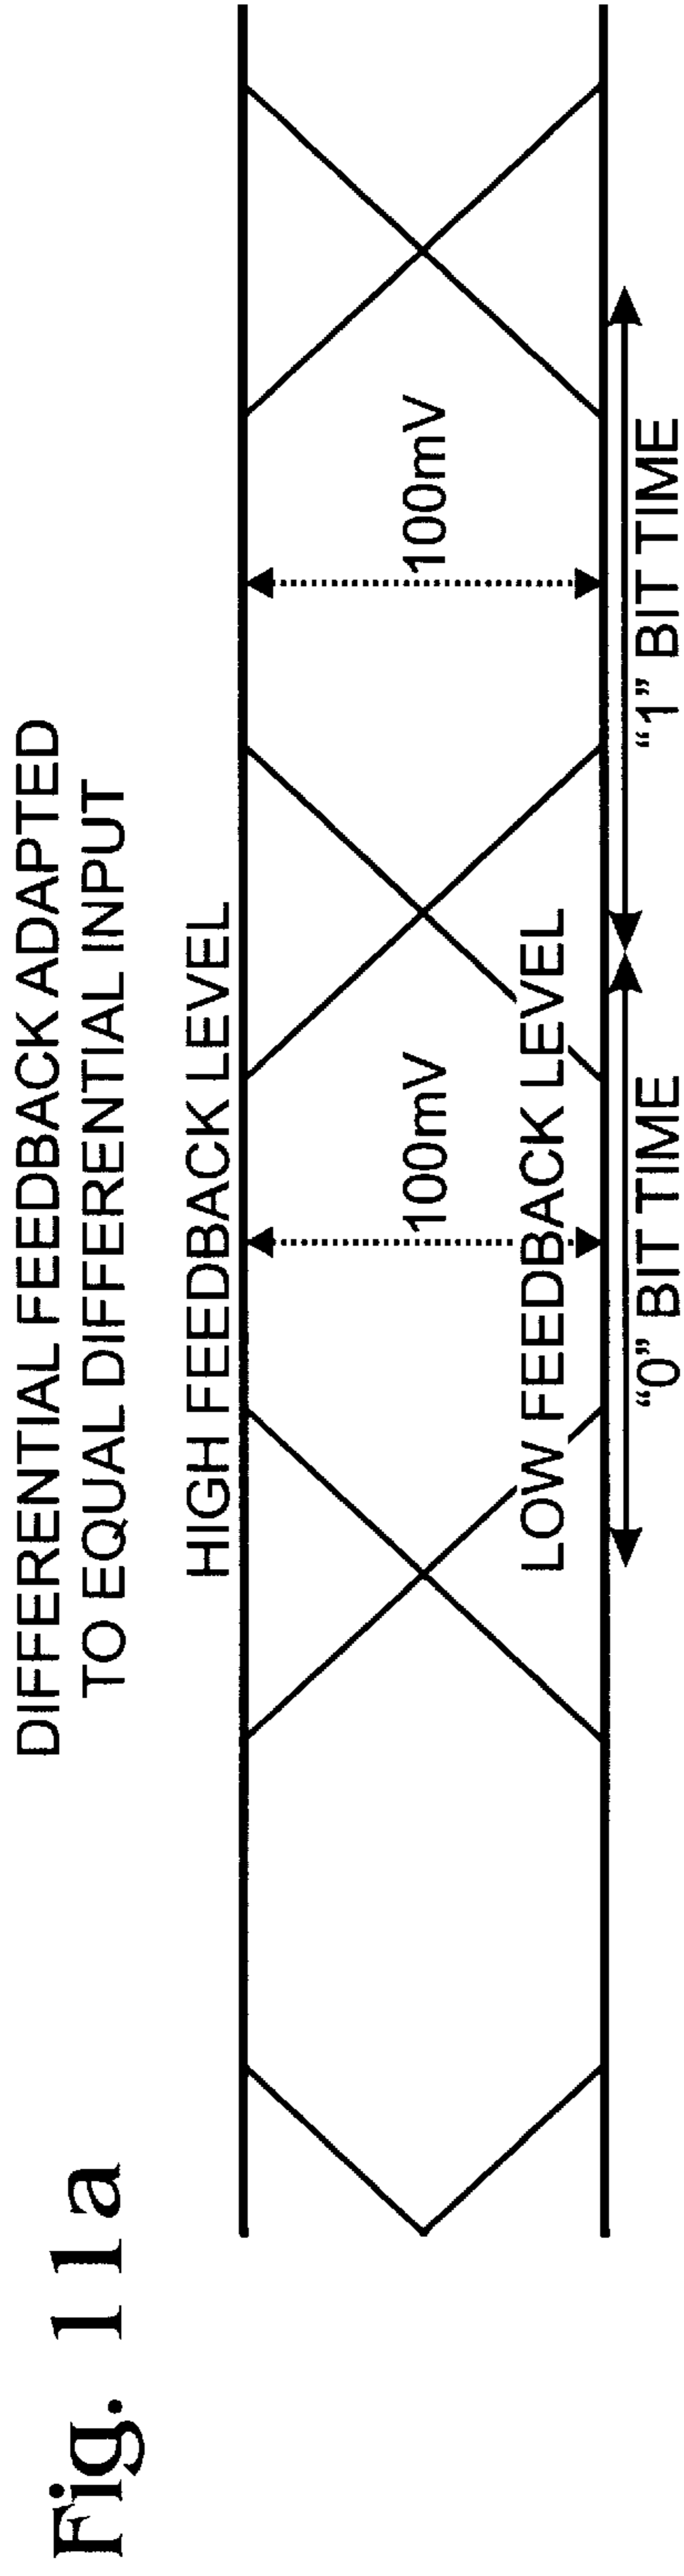 Fig. 11a
DIFFERENTIAL FEEDBACK ADAPTED
TO EQUAL DIFFERENTIAL INPUT
HIGH FEEDBACK LEVEL
100mV
100mV
LOW FEEDBACK LEVEL
“0” BIT TIME
“1” BIT TIME